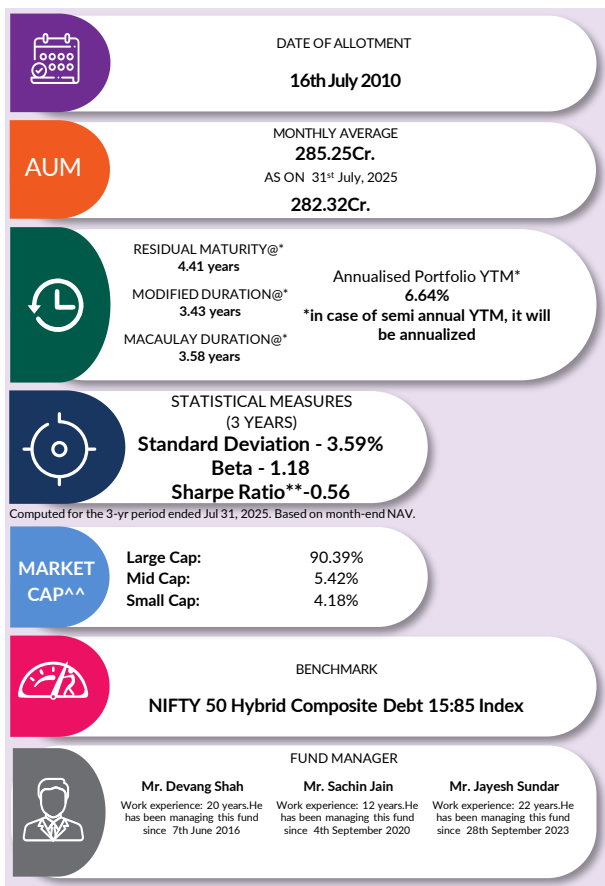 DATE OF ALLOTMENT
16th July 2010
AUM
MONTHLY AVERAGE
285.25Cr.
AS ON 31st July, 2025
282.32Cr.
RESIDUAL MATURITY@*
4.41 years
MODIFIED DURATION@*
3.43 years
MACAULAY DURATION@*
3.58 years
Annualised Portfolio YTM*
6.64%
*in case of semi annual YTM, it will
be annualized
STATISTICAL MEASURES
(3 YEARS)
Standard Deviation - 3.59%
Beta - 1.18
Sharpe Ratio**-0.56
Computed for the 3-yr period ended Jul 31, 2025. Based on month-end NAV.
MARKET
CAP^^
Large Cap: 90.39%
Mid Cap: 5.42%
Small Cap: 4.18%
BENCHMARK
NIFTY 50 Hybrid Composite Debt 15:85 Index
FUND MANAGER
Mr. Devang Shah
Work experience: 20 years.He
has been managing this fund
since 7th June 2016
Mr. Sachin Jain
Work experience: 12 years.He
has been managing this fund
since 4th September 2020
Mr. Jayesh Sundar
Work experience: 22 years.He
has been managing this fund
since 28th September 2023